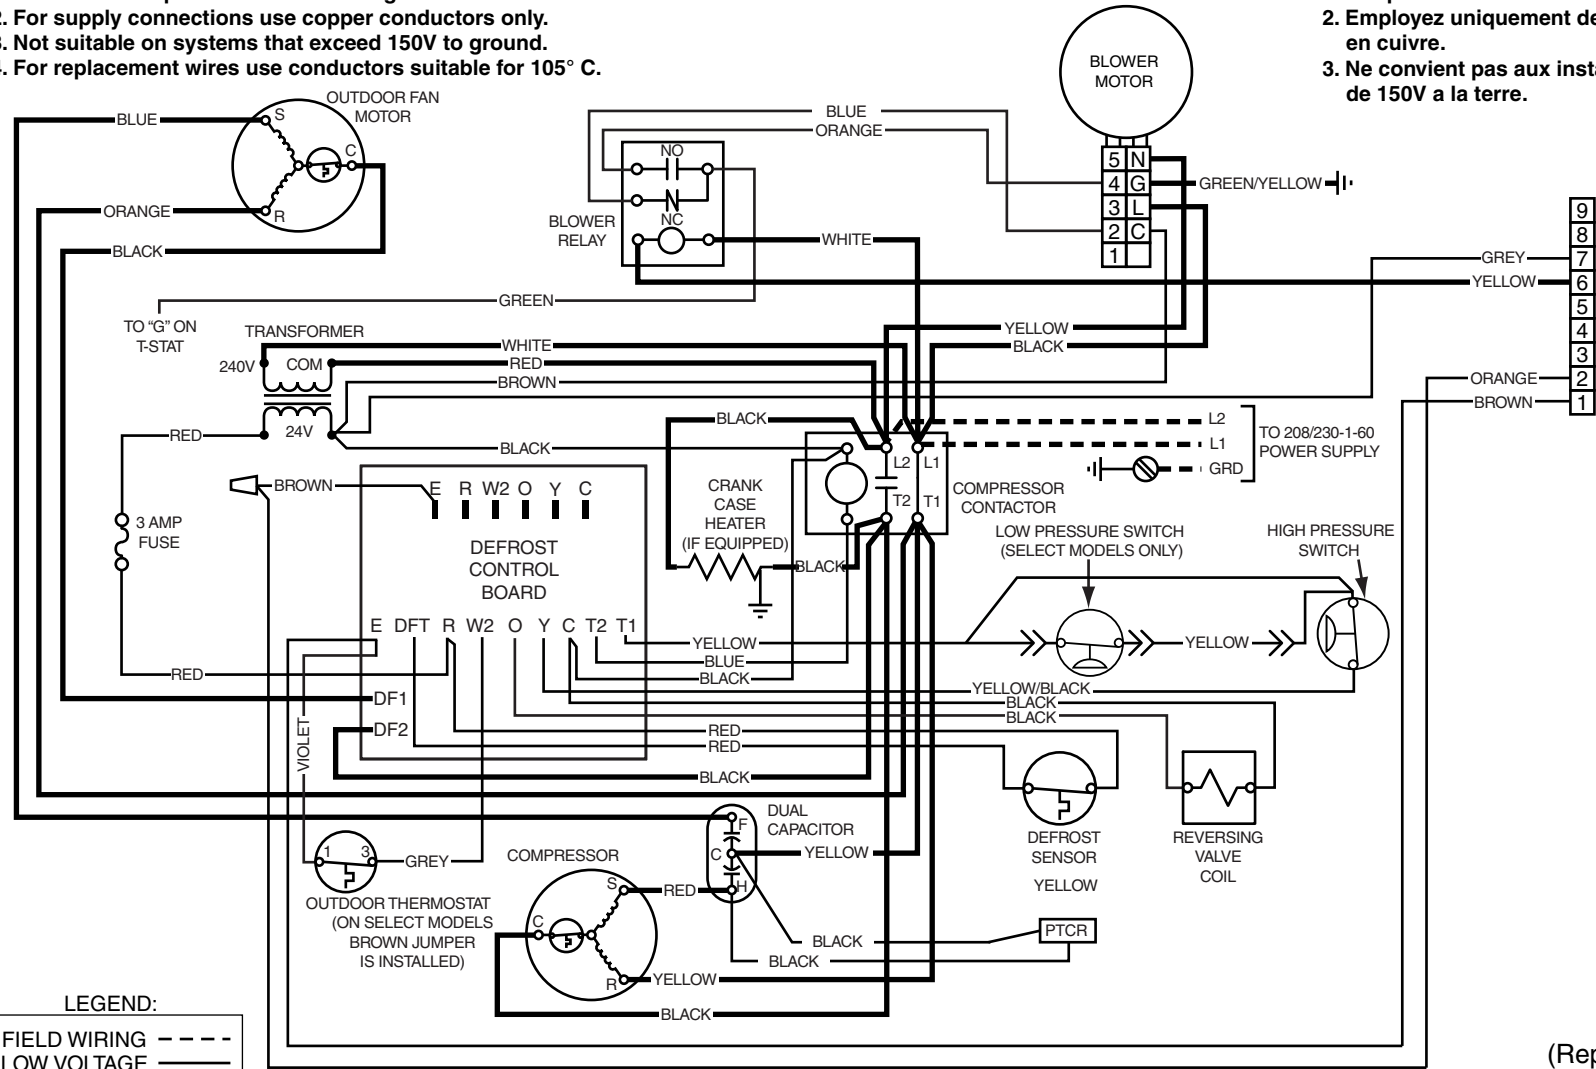 2. For supply connections use copper conductors only.
3. Not suitable on systems that exceed 150V to ground.
4. For replacement wires use conductors suitable for 105° C.
2. Employez uniquement
en cuivre.
3. Ne convient pas aux
de 150V a la terre.
OUTDOOR FAN
MOTOR
BLUE
S
C
R
ORANGE
BLACK
BLOWER
MOTOR
BLUE
ORANGE
NO
NC
BLOWER
RELAY
WHITE
5 N
4 G
3 L
2 C
1
GREEN/YELLOW
9
8
7
6
5
4
3
2
1
GREY
YELLOW
ORANGE
BROWN
GREEN
TO "G" ON
T-STAT
TRANSFORMER
240V
COM
24V
WHITE
RED
BROWN
YELLOW
BLACK
RED
BLACK
BLACK
L2
L1
GRD
TO 208/230-1-60
POWER SUPPLY
L2
L1
T2
T1
COMPRESSOR
CONTACTOR
BROWN
3 AMP
FUSE
E R W2 O Y C
DEFROST
CONTROL
BOARD
CRANK
CASE
HEATER
(IF EQUIPPED)
BLACK
LOW PRESSURE SWITCH
(SELECT MODELS ONLY)
HIGH PRESSURE
SWITCH
E DFT R W2 O Y C T2 T1
YELLOW
BLUE
BLACK
YELLOW
RED
DF1
DF2
YELLOW/BLACK
BLACK
BLACK
RED
RED
BLACK
VIOLET
DUAL
CAPACITOR
F
C
H
YELLOW
DEFROST
SENSOR
YELLOW
REVERSING
VALVE
COIL
1
3
GREY
OUTDOOR THERMOSTAT
(ON SELECT MODELS
BROWN JUMPER
IS INSTALLED)
COMPRESSOR
S
C
R
RED
BLACK
BLACK
PTCR
YELLOW
BLACK
LEGEND:
FIELD WIRING
LOW VOLTAGE